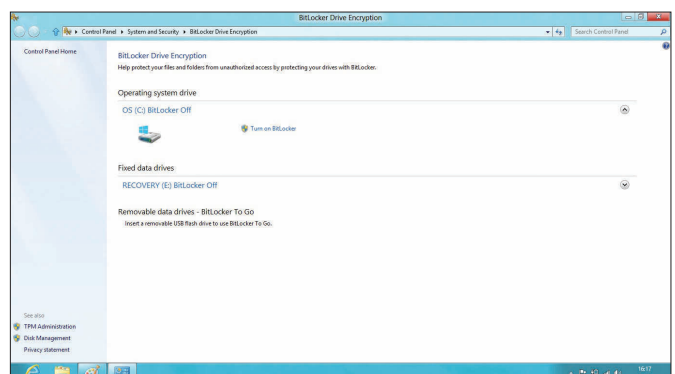 BitLocker Drive Encryption
Control Panel ▸ System and Security ▸ BitLocker Drive Encryption
Search Control Panel
Control Panel Home
BitLocker Drive Encryption
Help protect your files and folders from unauthorized access by protecting your drives with BitLocker.
Operating system drive
OS (C:) BitLocker Off
Turn on BitLocker
Fixed data drives
RECOVERY (E:) BitLocker Off
Removable data drives - BitLocker To Go
Insert a removable USB flash drive to use BitLocker To Go.
See also
TPM Administration
Disk Management
Privacy statement
16:17